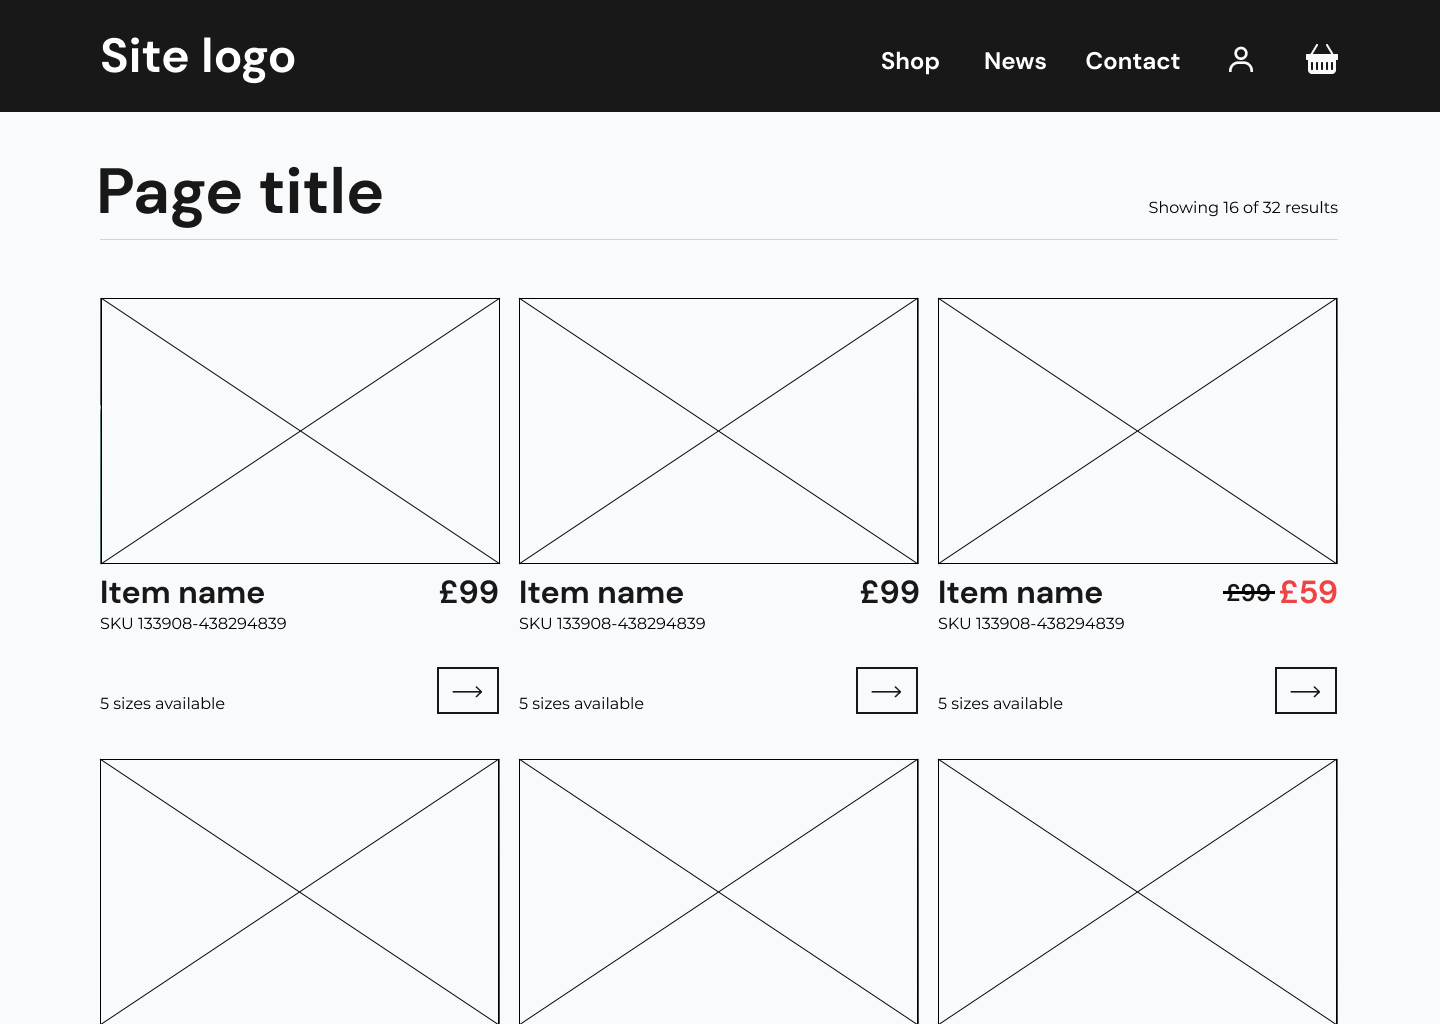 Site logo
Shop News Contact
Page title
Showing 16 of 32 results
Item name £99
SKU 133908-438294839
5 sizes available
Item name £99
SKU 133908-438294839
5 sizes available
Item name £99 £59
SKU 133908-438294839
5 sizes available